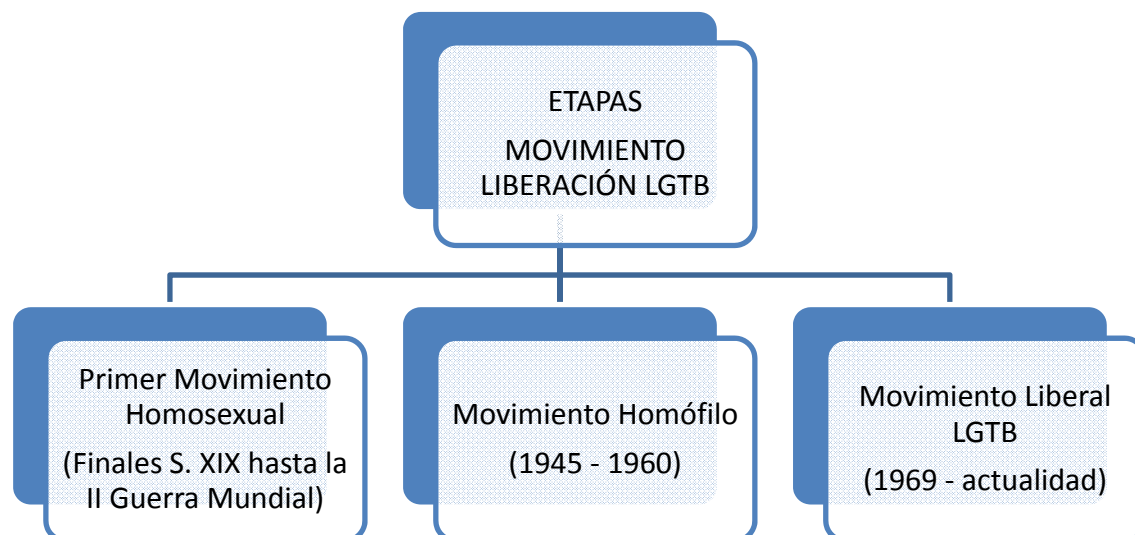 ETAPAS
MOVIMIENTO
LIBERACIÓN LGTB
Primer Movimiento
Homosexual
(Finales S. XIX hasta la
II Guerra Mundial)
Movimiento Homófilo
(1945 - 1960)
Movimiento Liberal
LGTB
(1969 - actualidad)